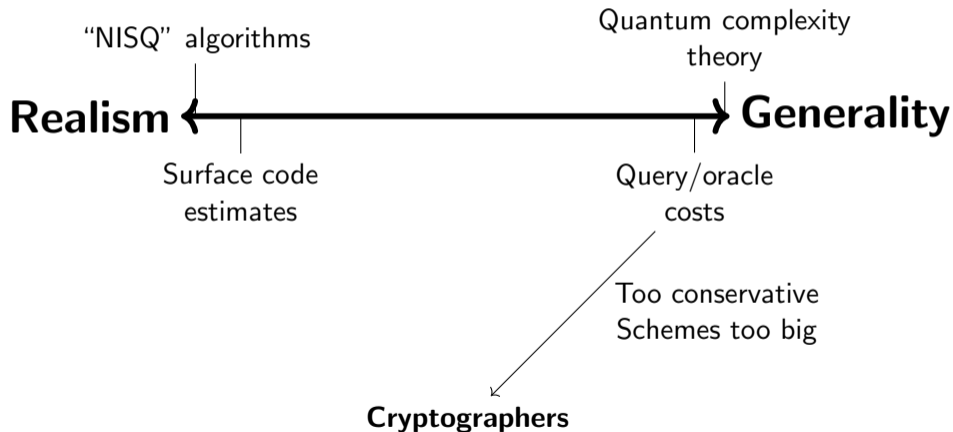 “NISQ” algorithms
Quantum complexity
theory
Realism
Generality
Surface code
estimates
Query/oracle
costs
Too conservative
Schemes too big
Cryptographers